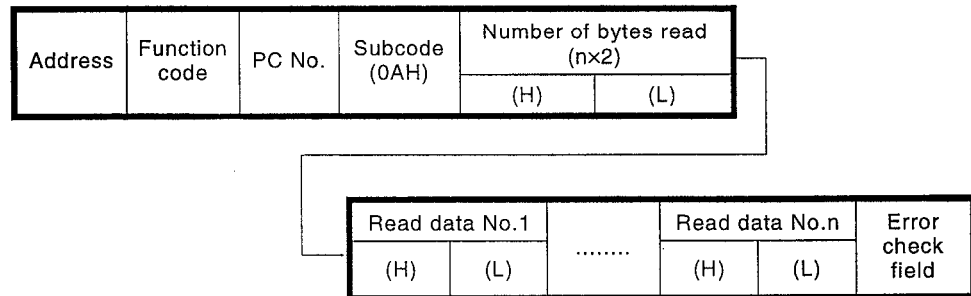 Address
Function
code
PC No.
Subcode
(0AH)
Number of bytes read
(n×2)
(H)
(L)
Read data No.1
(H)
(L)
........
Read data No.n
(H)
(L)
Error
check
field